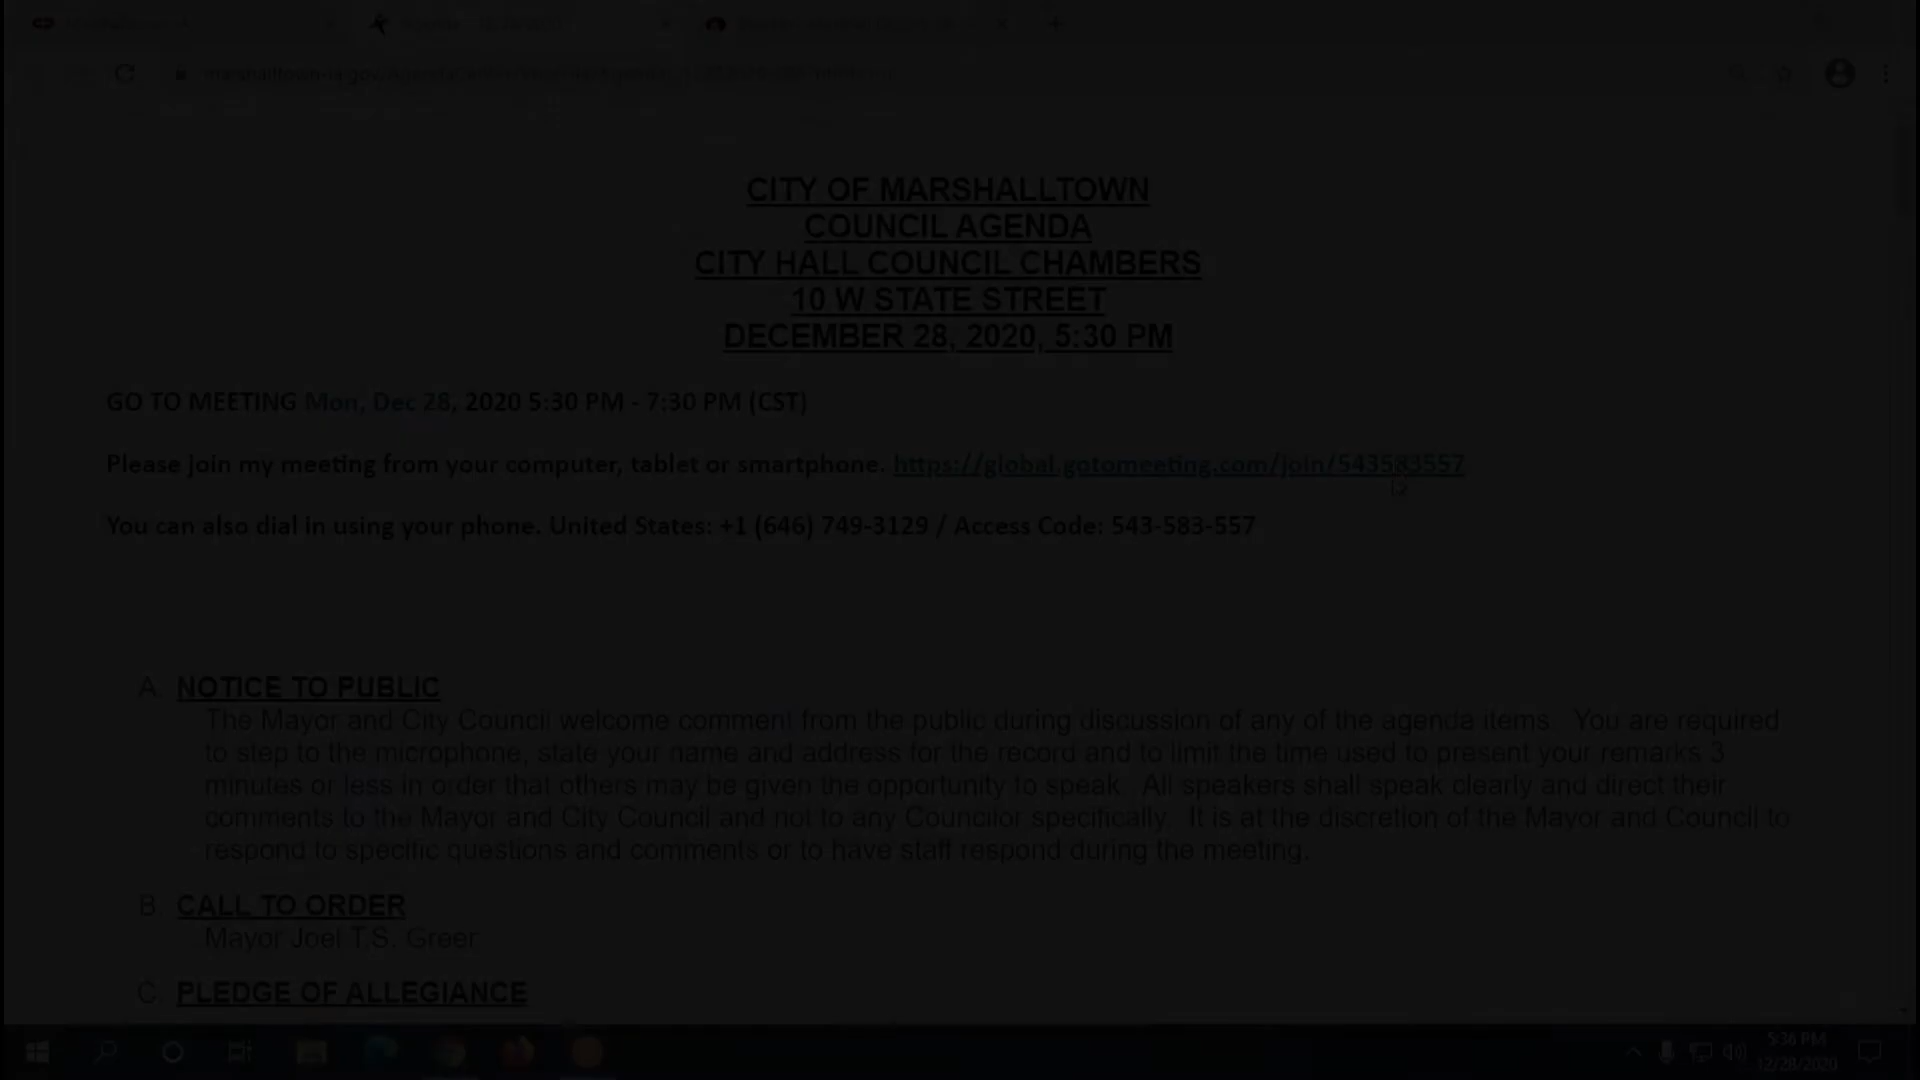 CITY OF MARSHALLTOWN
COUNCIL AGENDA
CITY HALL COUNCIL CHAMBERS
10 W STATE STREET
DECEMBER 28, 2020, 5:30 PM
GO TO MEETING Mon, Dec 28, 2020 5:30 PM - 7:30 PM (CST)
Please join my meeting from your computer, tablet or smartphone. https://global.gotomeeting.com/join/543583557
You can also dial in using your phone. United States: +1 (646) 749-3129 / Access Code: 543-583-557
A. NOTICE TO PUBLIC
The Mayor and City Council welcome comment from the public during discussion of any of the agenda items. You are required
to step to the microphone, state your name and address for the record and to limit the time used to present your remarks 3
minutes or less in order that others may be given the opportunity to speak. All speakers shall speak clearly and direct their
comments to the Mayor and City Council and not to any Councilor specifically. It is at the discretion of the Mayor and Council to
respond to specific questions and comments or to have staff respond during the meeting.
B. CALL TO ORDER
Mayor Joel T.S. Greer
C. PLEDGE OF ALLEGIANCE
5:36 PM
12/28/2020